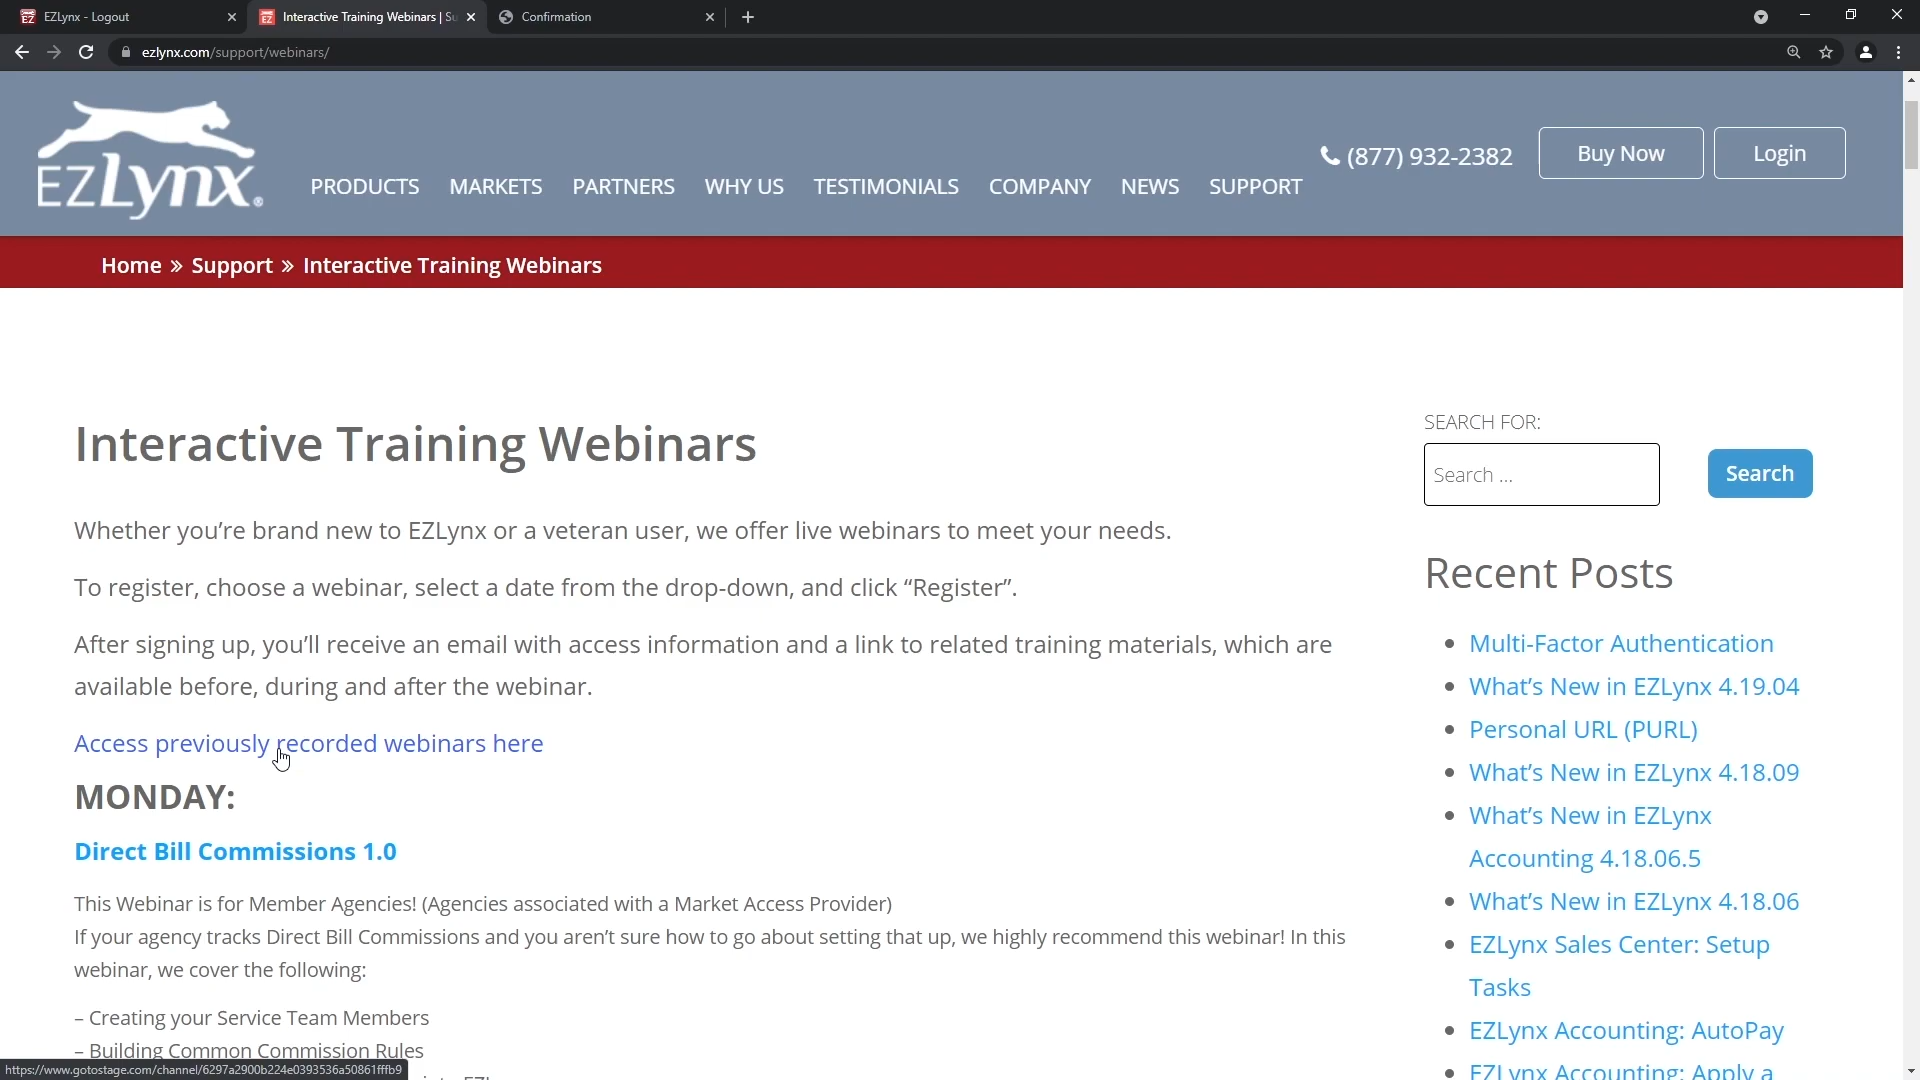 EZLynx - Logout
Interactive Training Webinars | Su
Confirmation
ezlynx.com/support/webinars/
EZLynx
PRODUCTS
MARKETS
PARTNERS
WHY US
TESTIMONIALS
COMPANY
NEWS
SUPPORT
(877) 932-2382
Buy Now
Login
Home » Support » Interactive Training Webinars
Interactive Training Webinars
Whether you’re brand new to EZLynx or a veteran user, we offer live webinars to meet your needs.
To register, choose a webinar, select a date from the drop-down, and click “Register”.
After signing up, you’ll receive an email with access information and a link to related training materials, which are
available before, during and after the webinar.
Access previously recorded webinars here
MONDAY:
Direct Bill Commissions 1.0
This Webinar is for Member Agencies! (Agencies associated with a Market Access Provider)
If your agency tracks Direct Bill Commissions and you aren’t sure how to go about setting that up, we highly recommend this webinar! In this
webinar, we cover the following:
– Creating your Service Team Members
– Building Common Commission Rules
https://www.gotostage.com/channel/6297a2900b224e0393536a50861fffb9
SEARCH FOR:
Search ...
Search
Recent Posts
Multi-Factor Authentication
What’s New in EZLynx 4.19.04
Personal URL (PURL)
What’s New in EZLynx 4.18.09
What’s New in EZLynx
Accounting 4.18.06.5
What’s New in EZLynx 4.18.06
EZLynx Sales Center: Setup
Tasks
EZLynx Accounting: AutoPay
EZLynx Accounting: Apply a